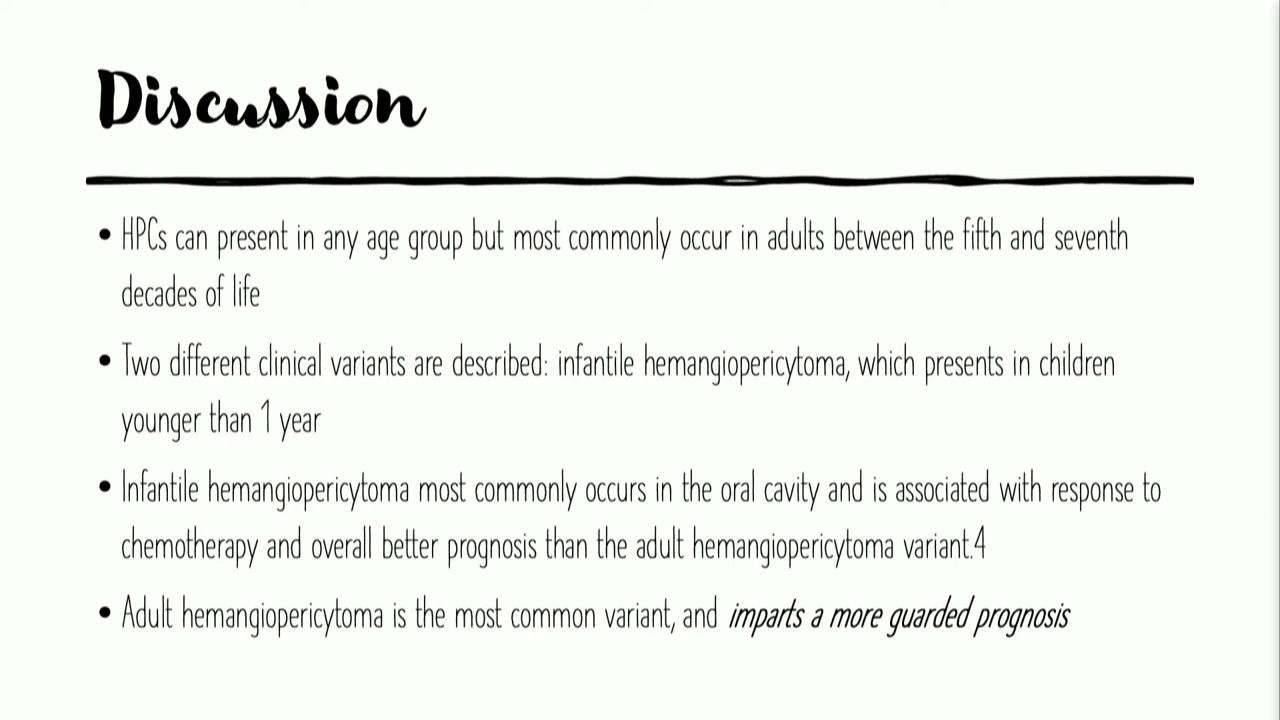 Discussion
• HPCs can present in any age group but most commonly occur in adults between the fifth and seventh
decades of life
• Two different clinical variants are described: infantile hemangiopericytoma, which presents in children
younger than 1 year
• Infantile hemangiopericytoma most commonly occurs in the oral cavity and is associated with response to
chemotherapy and overall better prognosis than the adult hemangiopericytoma variant.4
• Adult hemangiopericytoma is the most common variant, and imparts a more guarded prognosis